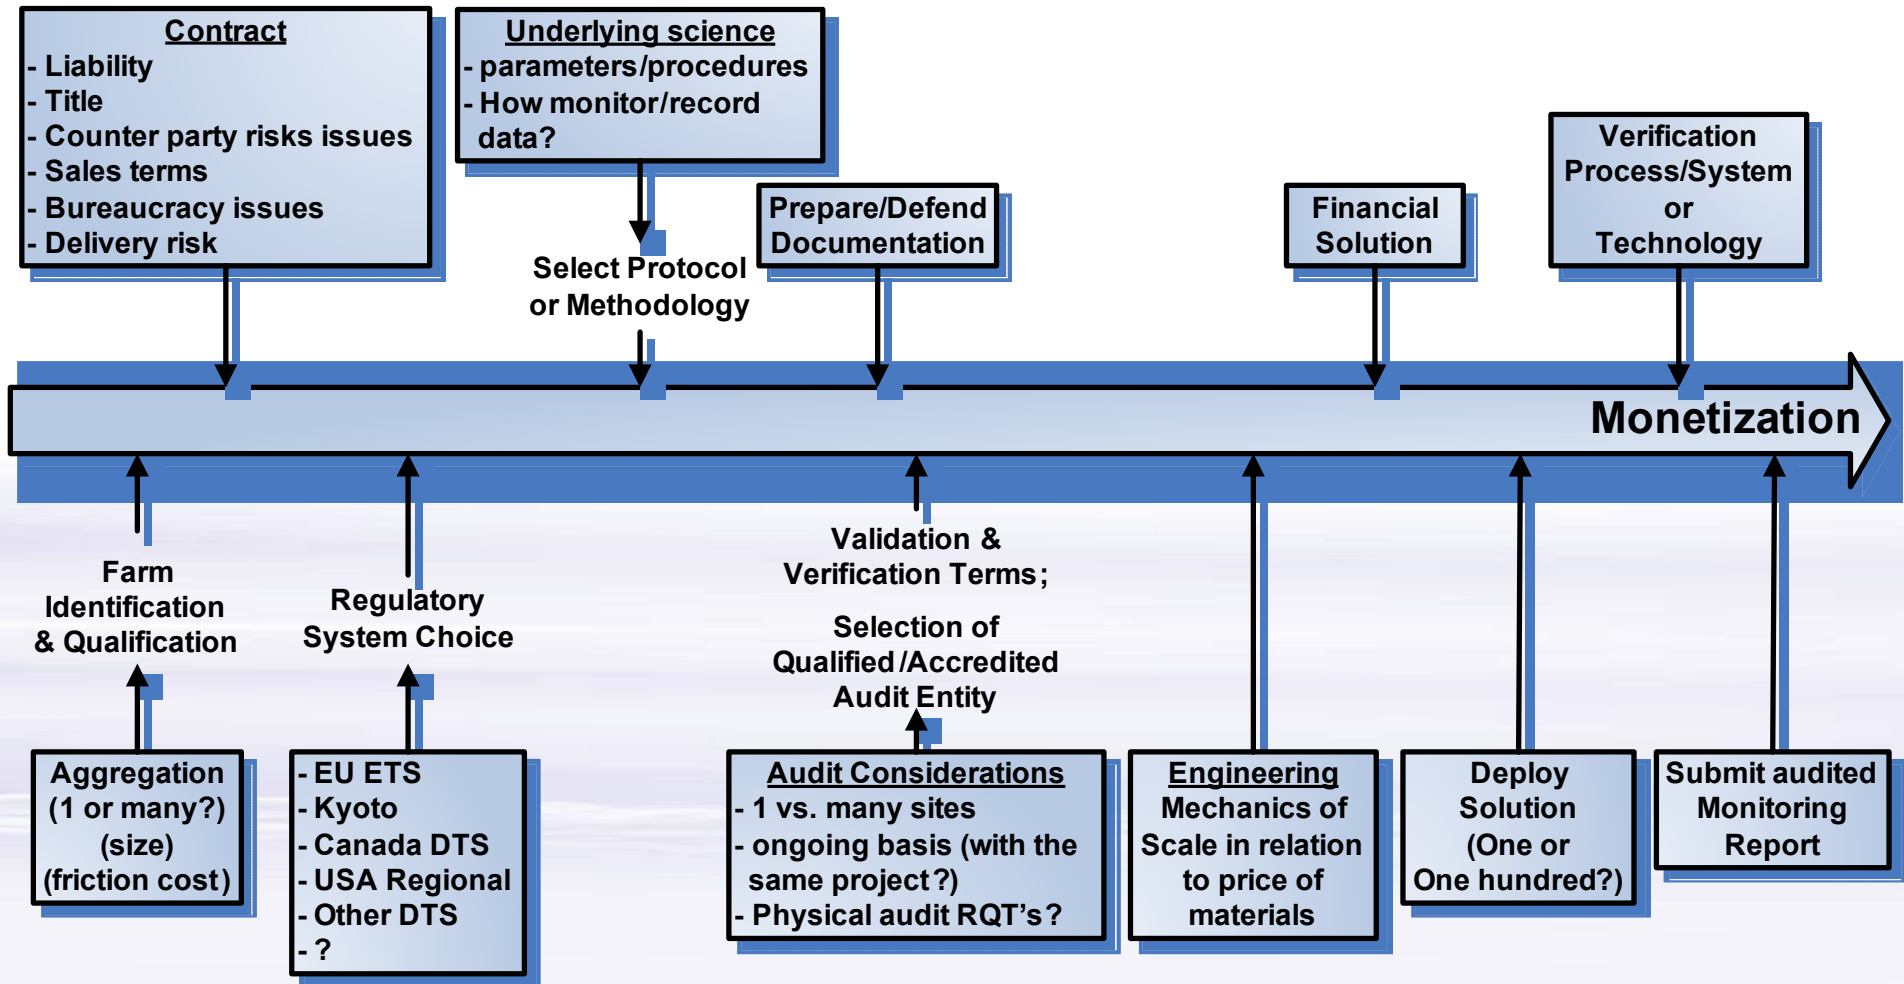 Contract
- Liability
- Title
- Counter party risks issues
- Sales terms
- Bureaucracy issues
- Delivery risk
Underlying science
- parameters/procedures
- How monitor/record
data?
Select Protocol
or Methodology
Prepare/Defend
Documentation
Financial
Solution
Verification
Process/System
or
Technology
Monetization
Farm
Identification
& Qualification
Aggregation
(1 or many?)
(size)
(friction cost)
Regulatory
System Choice
- EU ETS
- Kyoto
- Canada DTS
- USA Regional
- Other DTS
- ?
Validation &
Verification Terms;
Selection of
Qualified/Accredited
Audit Entity
Audit Considerations
- 1 vs. many sites
- ongoing basis (with the
same project?)
- Physical audit RQT's?
Engineering
Mechanics of
Scale in relation
to price of
materials
Deploy
Solution
(One or
One hundred?)
Submit audited
Monitoring
Report